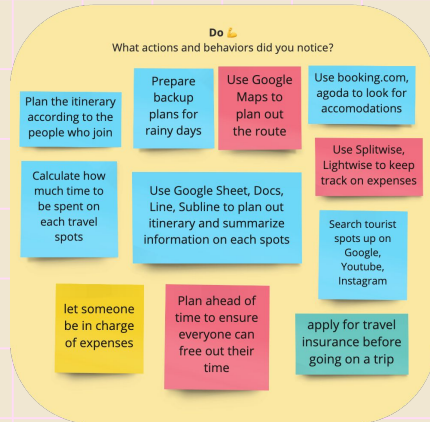 Do 💪
What actions and behaviors did you notice?
Plan the itinerary
according to the
people who join
Prepare
backup
plans for
rainy days
Use Google
Maps to
plan out
the route
Use booking.com,
agoda to look for
accomodations
Use Splitwise,
Lightwise to keep
track on expenses
Calculate how
much time to
be spent on
each travel
spots
Use Google Sheet, Docs,
Line, Subline to plan out
itinerary and summarize
information on each spots
Search tourist
spots up on
Google,
Youtube,
Instagram
let someone
be in charge
of expenses
Plan ahead of
time to ensure
everyone can
free out their
time
apply for travel
insurance before
going on a trip